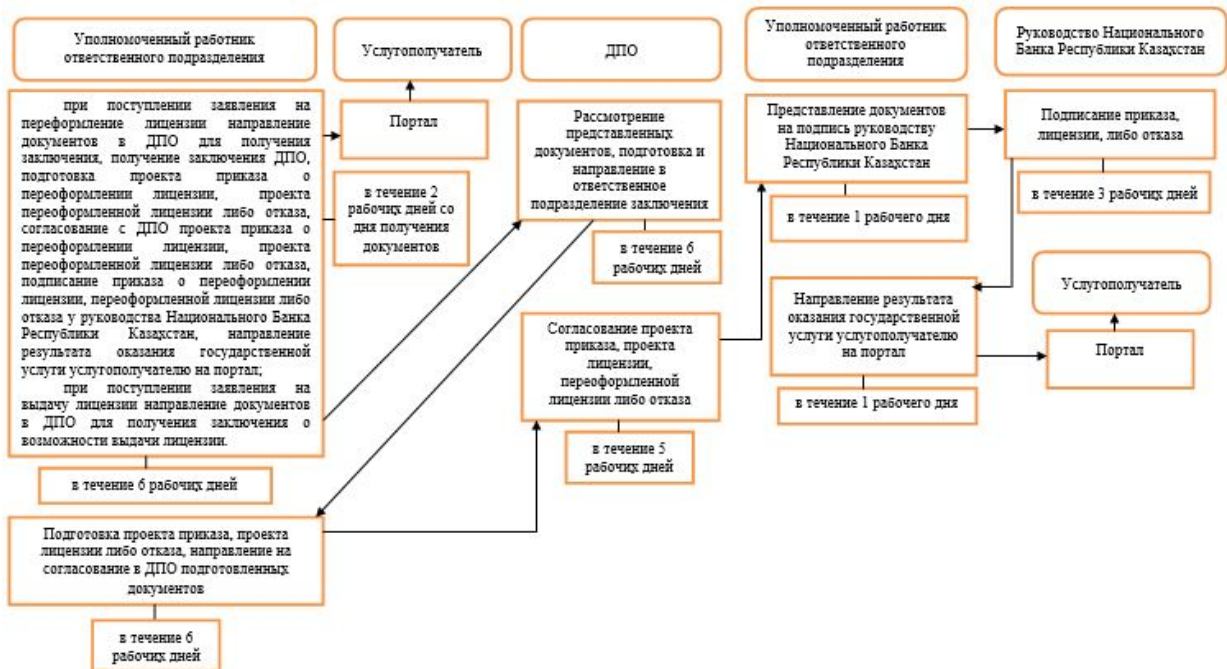 Уполномоченный работник
ответственного подразделения
Услугополучатель
ДПО
Уполномоченный работник
ответственного
подразделения
Руководство Национального
Банка Республики Казахстан
при поступлении заявления на
переформление лицензии направление
документов в ДПО для получения
заключения, получение заключения ДПО,
подготовка проекта приказа о
переоформлении лицензии, проекта
переоформленной лицензии либо отказа,
согласование с ДПО проекта приказа о
переоформлении лицензии, проекта
переоформленной лицензии либо отказа,
подписание приказа о переоформлении
лицензии, переоформленной лицензии либо
отказа у руководства Национального Банка
Республики Казахстан, направление
результата оказания государственной
услуги услугополучателю на портал;
при поступлении заявления на
выдачу лицензии направление документов
в ДПО для получения заключения о
возможности выдачи лицензии.
в течение 6 рабочих дней
Подготовка проекта приказа, проекта
лицензии либо отказа, направление на
согласование в ДПО подготовленных
документов
в течение 6
рабочих дней
Портал
в течение 2
рабочих дней со
дня получения
документов
Рассмотрение
представленных
документов, подготовка и
направление в
ответственное
подразделение заключения
в течение 6
рабочих дней
Согласование проекта
приказа, проекта
лицензии,
переоформленной
лицензии либо отказа
в течение 5
рабочих дней
Представление документов
на подпись руководству
Национального Банка
Республики Казахстан
в течение 1 рабочего дня
Направление результата
оказания государственной
услуги услугополучателю
на портал
в течение 1 рабочего дня
Подписание приказа,
лицензии, либо отказа
в течение 3 рабочих дней
Услугополучатель
Портал